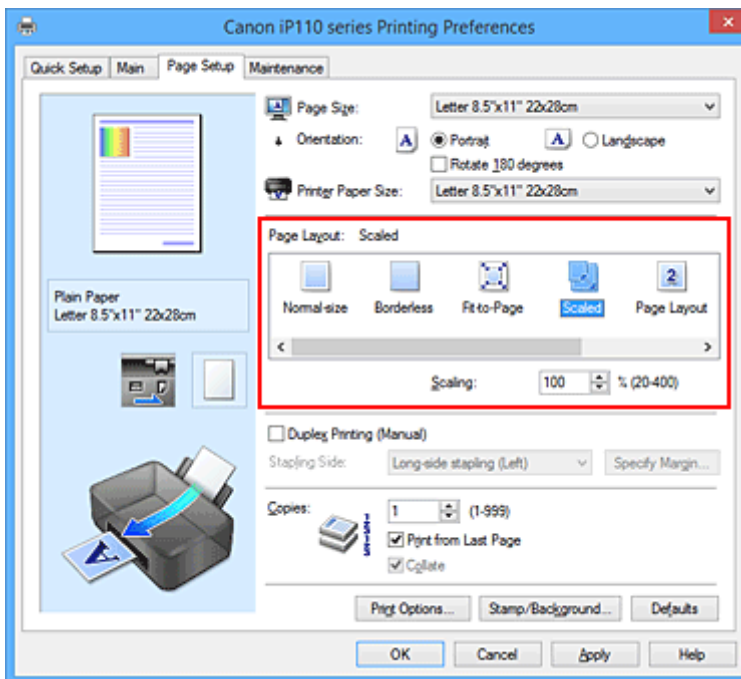 Canon iP110 series Printing Preferences
Quick Setup Main Page Setup Maintenance
Page Size: Letter 8.5"x11" 22x28cm
Orientation: A Portrait A Landscape
Rotate 180 degrees
Printer Paper Size: Letter 8.5"x11" 22x28cm
Page Layout: Scaled
Normal-size Borderless Fit-to-Page Scaled Page Layout
Scaling: 100 % (20-400)
Plain Paper
Letter 8.5"x11" 22x28cm
Duplex Printing (Manual)
Stapling Side: Long-side stapling (Left) Specify Margin...
Copies: 1 (1-999)
Print from Last Page
Collate
Print Options... Stamp/Background... Defaults
OK Cancel Apply Help